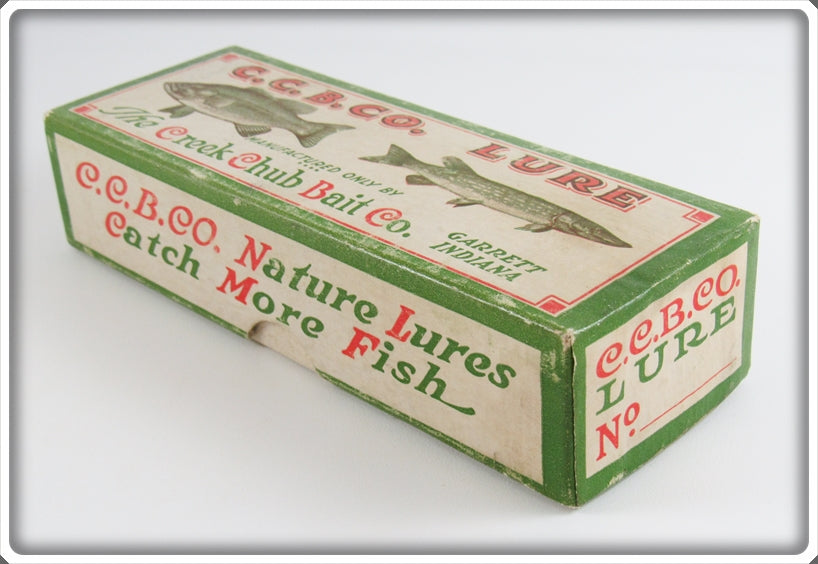 C.C.B.CO. LURE
MANUFACTURED ONLY BY
The Creek Chub Bait Co.
GARRETT
INDIANA
C.C.B.CO. Nature Lures
Catch More Fish
C.C.B.CO.
LURE
No.